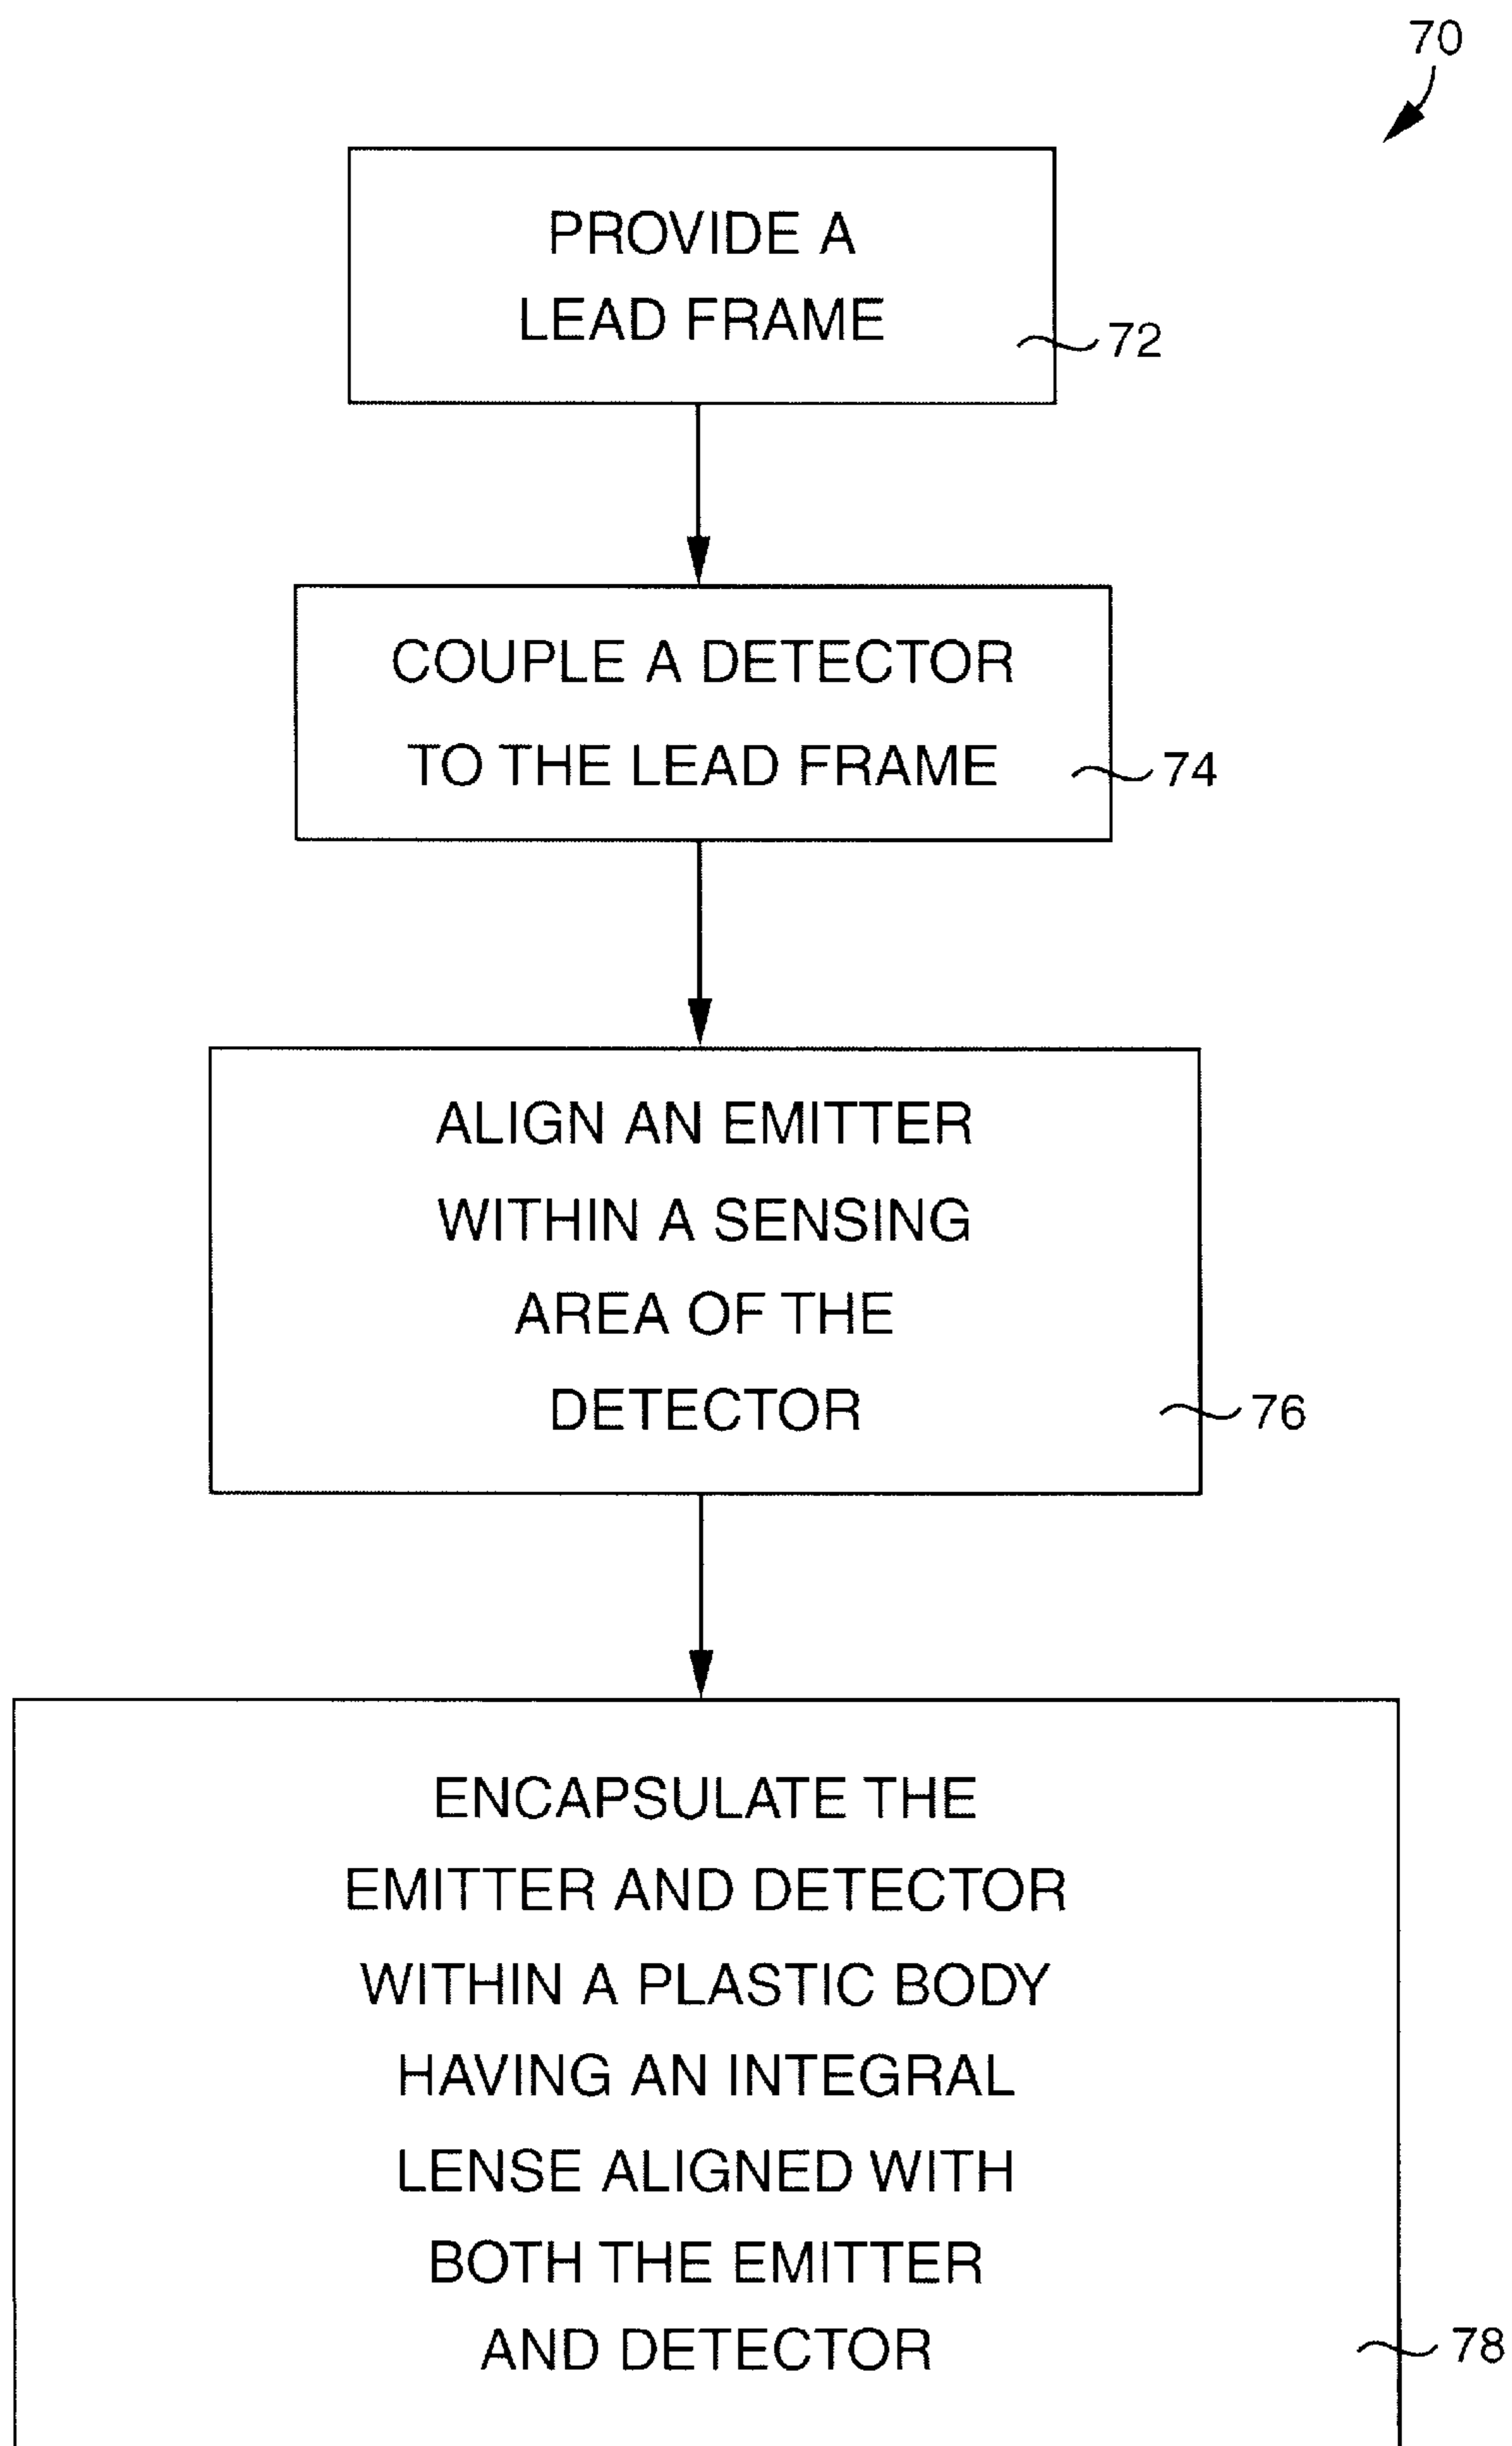 70
PROVIDE A
LEAD FRAME
72
COUPLE A DETECTOR
TO THE LEAD FRAME
74
ALIGN AN EMITTER
WITHIN A SENSING
AREA OF THE
DETECTOR
76
ENCAPSULATE THE
EMITTER AND DETECTOR
WITHIN A PLASTIC BODY
HAVING AN INTEGRAL
LENSE ALIGNED WITH
BOTH THE EMITTER
AND DETECTOR
78